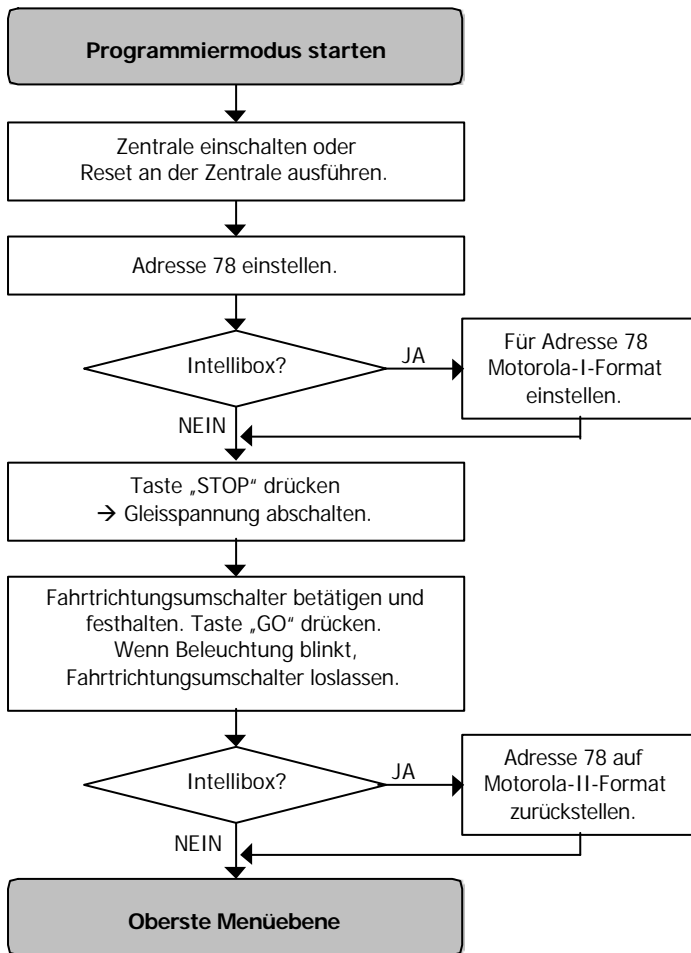 Programmiermodus starten
Zentrale einschalten oder
Reset an der Zentrale ausführen.
Adresse 78 einstellen.
Intellibox?
JA
Für Adresse 78
Motorola-I-Format
einstellen.
NEIN
Taste „STOP“ drücken
→ Gleisspannung abschalten.
Fahrtrichtungsumschalter betätigen und
festhalten. Taste „GO“ drücken.
Wenn Beleuchtung blinkt,
Fahrtrichtungsumschalter loslassen.
Intellibox?
JA
Adresse 78 auf
Motorola-II-Format
zurückstellen.
NEIN
Oberste Menüebene